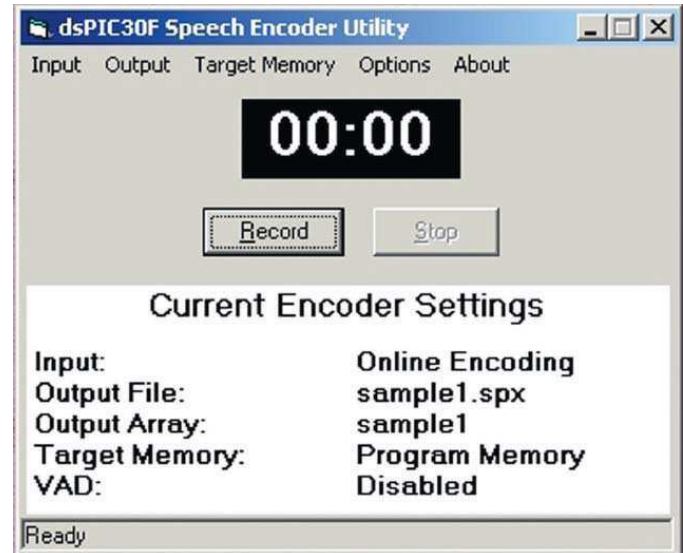 dsPIC30F Speech Encoder Utility
Input Output Target Memory Options About
00:00
Record Stop
Current Encoder Settings
Input: Online Encoding
Output File: sample1.spx
Output Array: sample1
Target Memory: Program Memory
VAD: Disabled
Ready